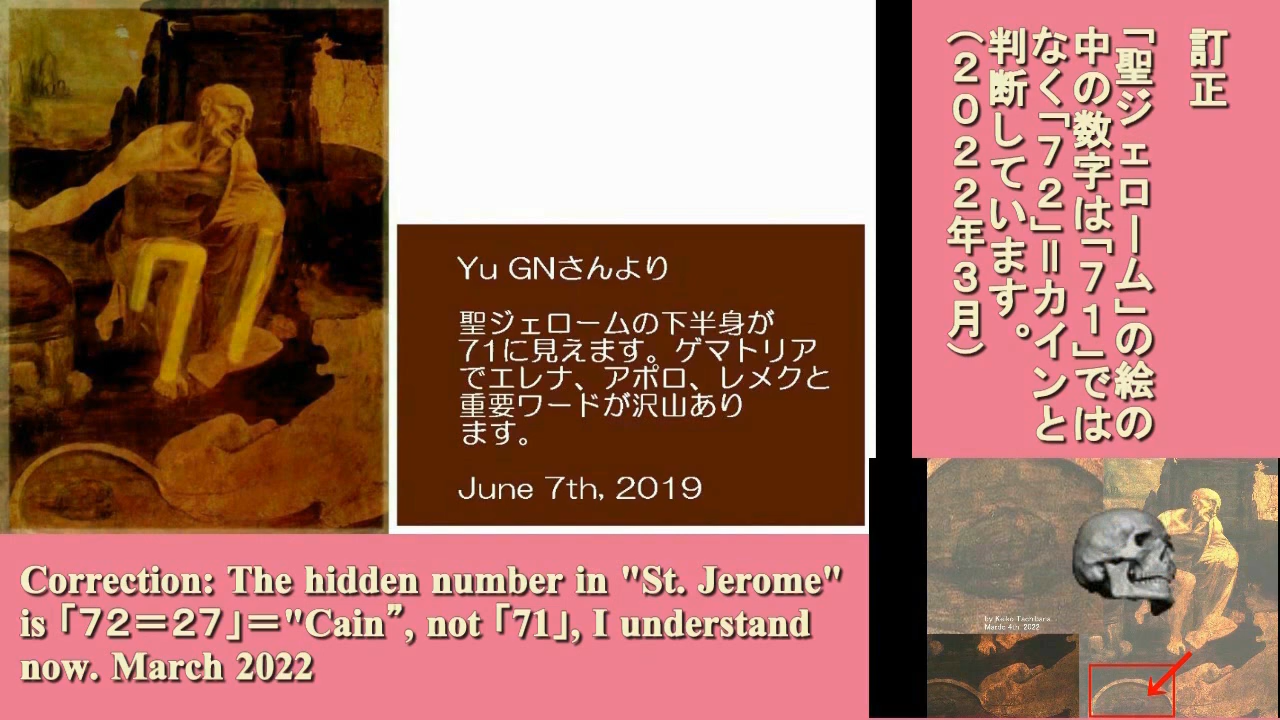 Yu GNさんより
聖ジェロームの下半身が
71に見えます。ゲマトリア
でエレナ、アポロ、レメクと
重要ワードが沢山あり
ます。
June 7th, 2019
訂正
「聖ジェローム」の絵の
中の数字は「71」では
なく「72」=カインと
判断しています。
(2022年3月)
Correction: The hidden number in "St. Jerome"
is「72=27」="Cain", not「71」, I understand
now. March 2022
by Keiko Tachibana
4th 2022